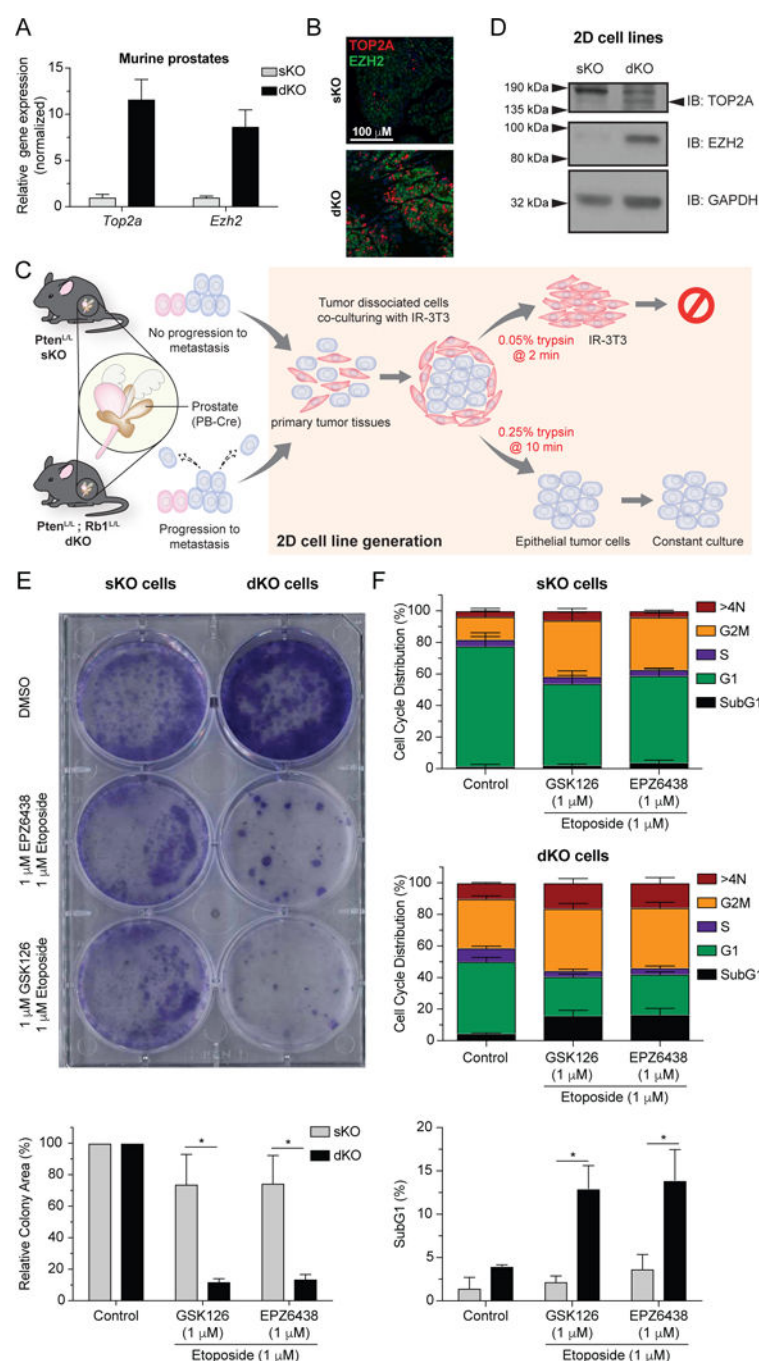 A
Murine prostates
Relative gene expression
(normalized)
15
10
5
0
sKO
dKO
Top2a
Ezh2
B
TOP2A
EZH2
sKO
100 μM
dKO
D
2D cell lines
sKO dKO
190 kDa
135 kDa
IB: TOP2A
100 kDa
80 kDa
IB: EZH2
32 kDa
IB: GAPDH
C
Pten^L/L
sKO
No progression to
metastasis
Prostate
(PB-Cre)
Pten^L/L; Rb1^L/L
dKO
Progression to
metastasis
Tumor dissociated cells
co-culturing with IR-3T3
primary tumor tissues
2D cell line generation
0.05% trypsin
@ 2 min
IR-3T3
0.25% trypsin
@ 10 min
Epithelial tumor cells
Constant culture
E
sKO cells
dKO cells
DMSO
1 μM EPZ6438
1 μM Etoposide
1 μM GSK126
1 μM Etoposide
Relative Colony Area (%)
100
80
60
40
20
0
sKO
dKO
*
*
Control
GSK126
(1 μM)
EPZ6438
(1 μM)
Etoposide (1 μM)
F
sKO cells
Cell Cycle Distribution (%)
100
80
60
40
20
0
>4N
G2M
S
G1
SubG1
Control
GSK126
(1 μM)
EPZ6438
(1 μM)
Etoposide (1 μM)
dKO cells
Cell Cycle Distribution (%)
100
80
60
40
20
0
>4N
G2M
S
G1
SubG1
Control
GSK126
(1 μM)
EPZ6438
(1 μM)
Etoposide (1 μM)
SubG1 (%)
20
15
10
5
0
*
*
Control
GSK126
(1 μM)
EPZ6438
(1 μM)
Etoposide (1 μM)